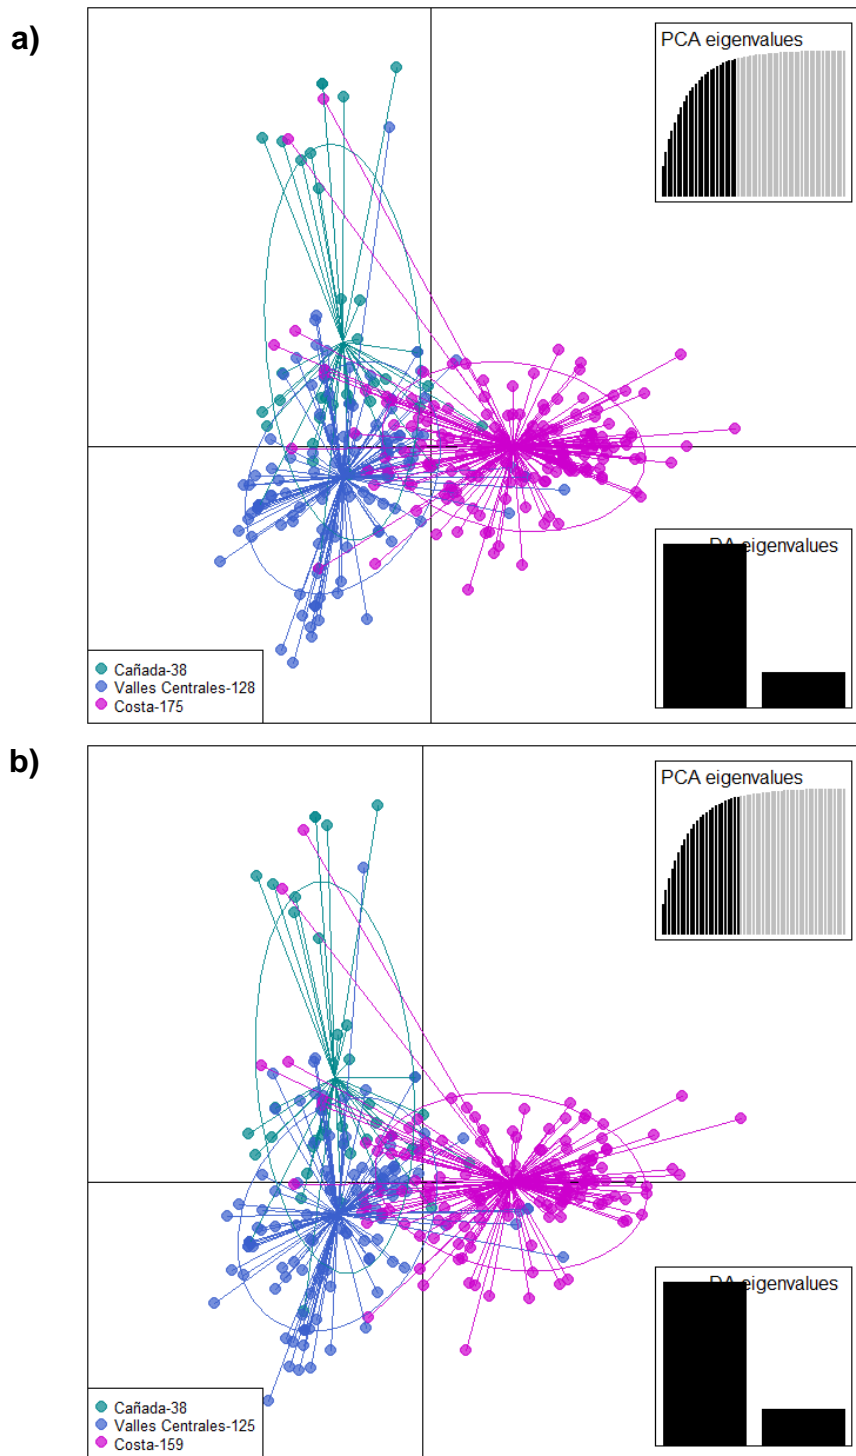 a)
PCA eigenvalues
DA eigenvalues
Cañada-38
Valles Centrales-128
Costa-175
b)
PCA eigenvalues
DA eigenvalues
Cañada-38
Valles Centrales-125
Costa-159